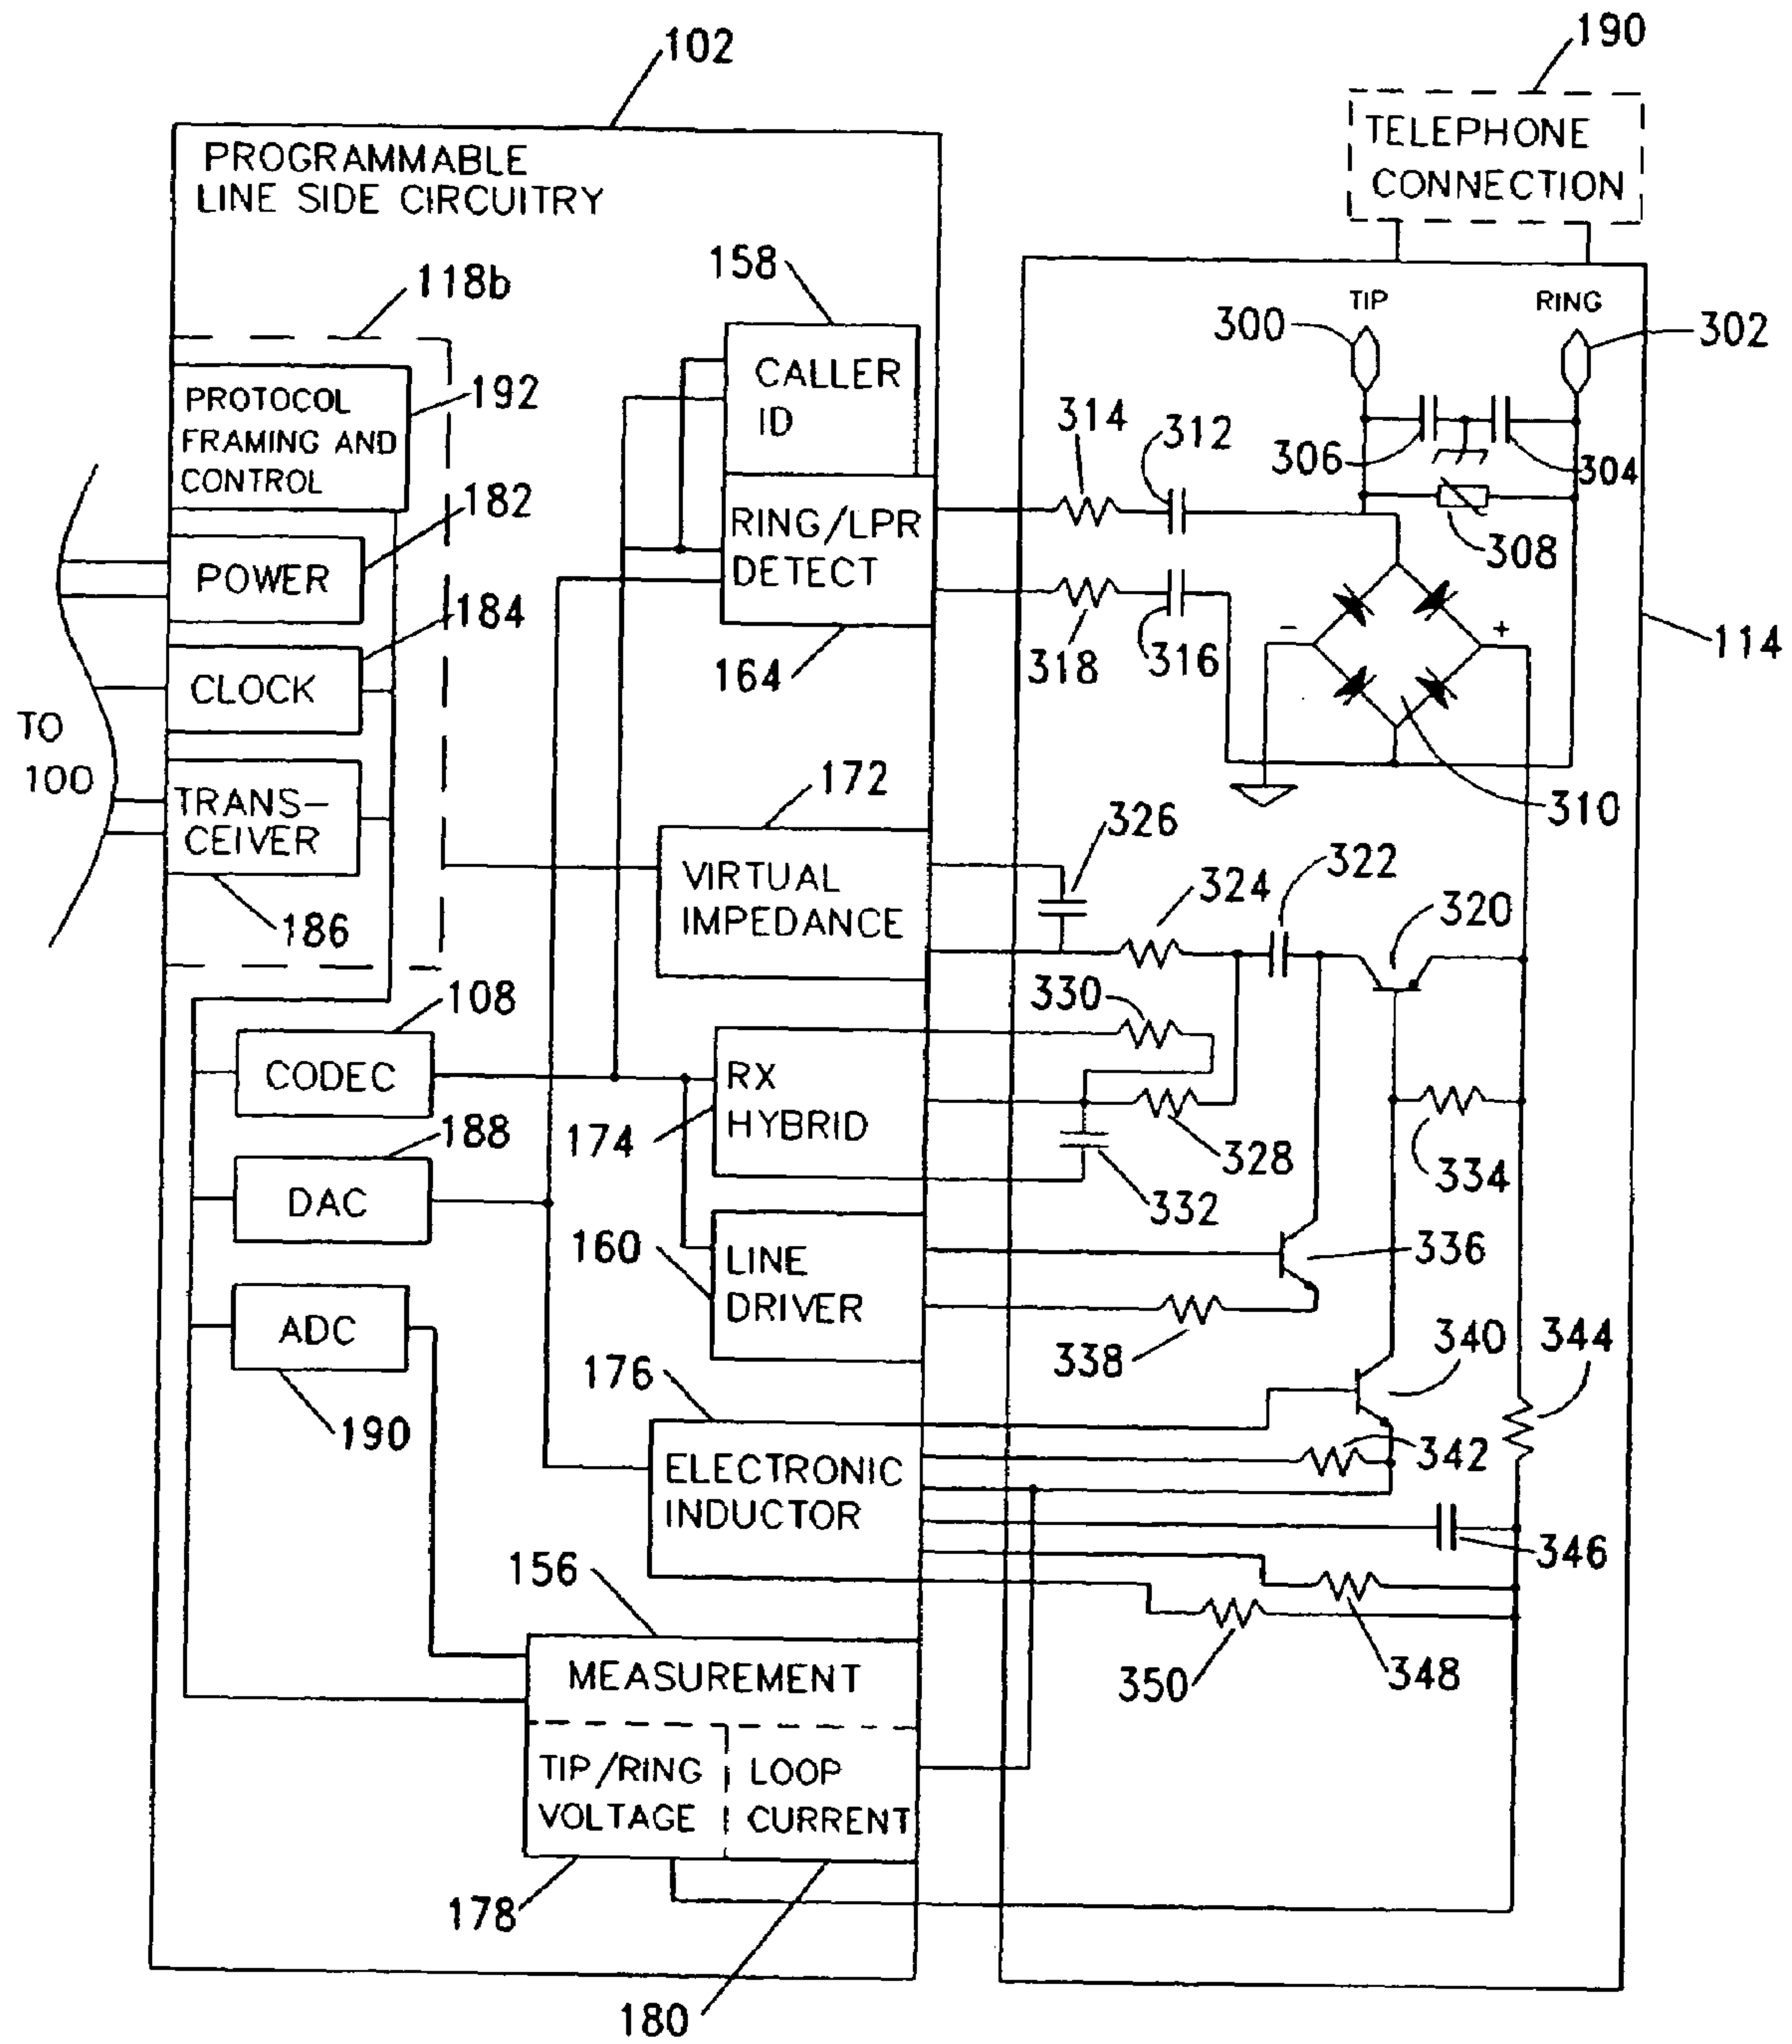 102
190
TELEPHONE
CONNECTION
PROGRAMMABLE
LINE SIDE CIRCUITRY
118b
158
CALLER
ID
TIP
RING
300
302
192
PROTOCOL
FRAMING AND
CONTROL
314
312
306
304
182
POWER
RING/LPR
DETECT
308
184
CLOCK
164
318
316
-
+
114
TO
100
TRANS-
CEIVER
186
172
VIRTUAL
IMPEDANCE
310
326
324
322
320
108
CODEC
RX
HYBRID
174
330
328
332
334
188
DAC
160
LINE
DRIVER
336
338
ADC
190
176
ELECTRONIC
INDUCTOR
340
344
342
346
156
MEASUREMENT
350
348
TIP/RING
VOLTAGE
LOOP
CURRENT
178
180